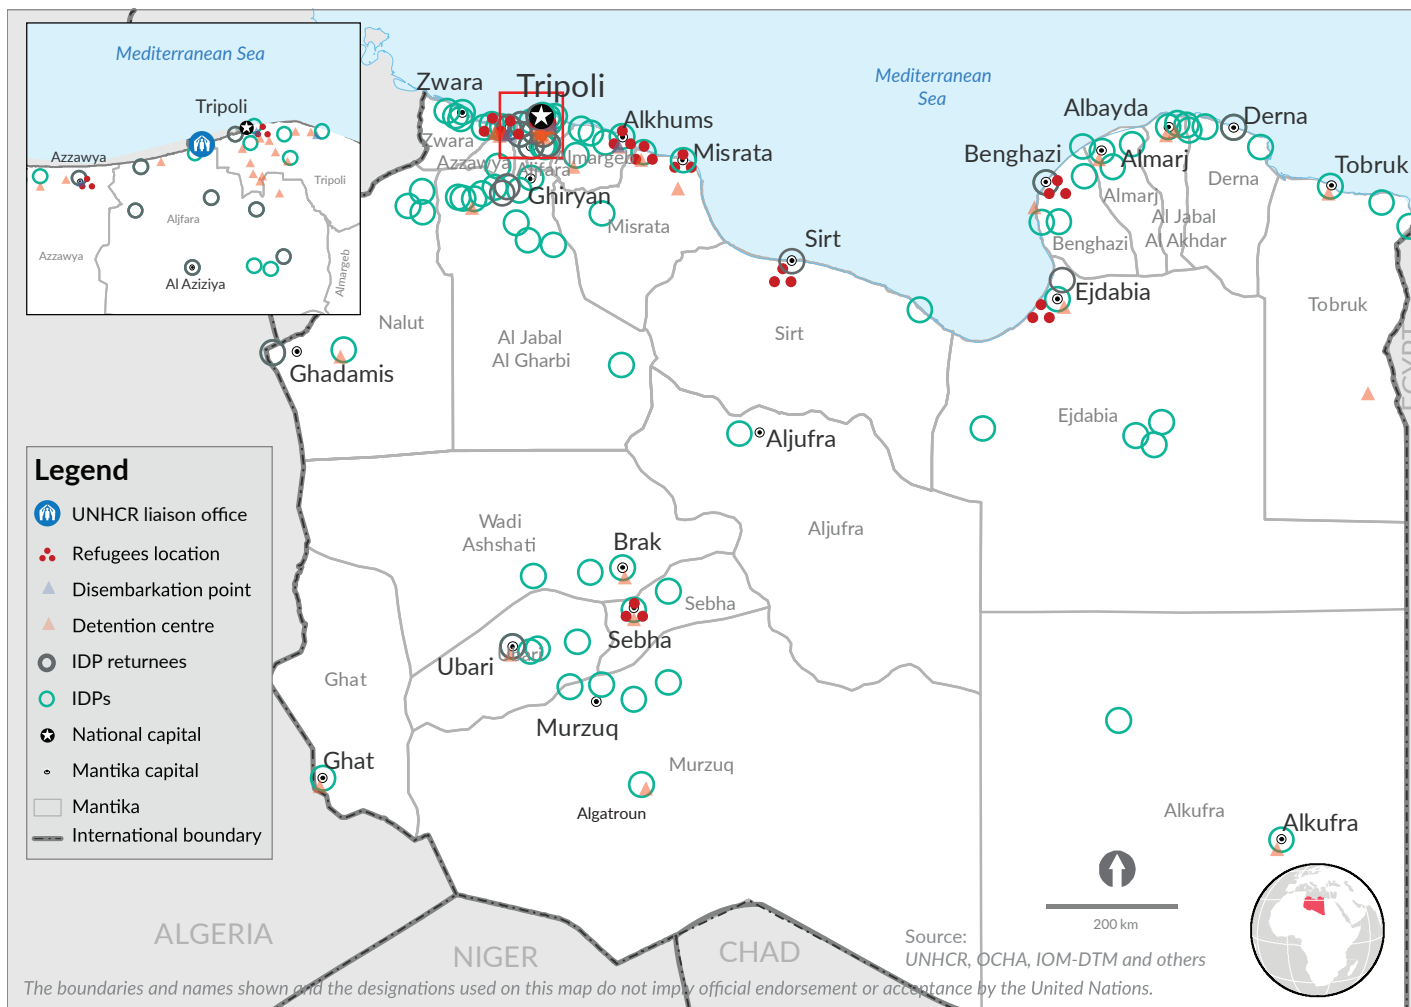 Mediterranean Sea
Tripoli
Azzawya
Tripoli
Aljfara
Azzawya
Almargeb
Al Aziziya
Zwara
Tripoli
Mediterranean
Sea
Alkhums
Albayda
Derna
Zwara
Azzawya
Aljfara
lmargeb
Misrata
Benghazi
Almarj
Tobruk
Ghiryan
Misrata
Almarj
Derna
Al Jabal
Al Akhdar
Benghazi
Sirt
Ejdabia
Tobruk
Nalut
Al Jabal
Al Gharbi
Sirt
EGYPT
Ghadamis
Ejdabia
Aljufra
Aljufra
Legend
UNHCR liaison office
Refugees location
Disembarkation point
Detention centre
IDP returnees
IDPs
National capital
Mantika capital
Mantika
International boundary
Wadi
Ashshati
Brak
Sebha
Sebha
Ubari
Ubari
Ghat
Murzuq
Ghat
Murzuq
Algatroun
Alkufra
Alkufra
200 km
ALGERIA
NIGER
CHAD
Source:
UNHCR, OCHA, IOM-DTM and others
The boundaries and names shown and the designations used on this map do not imply official endorsement or acceptance by the United Nations.